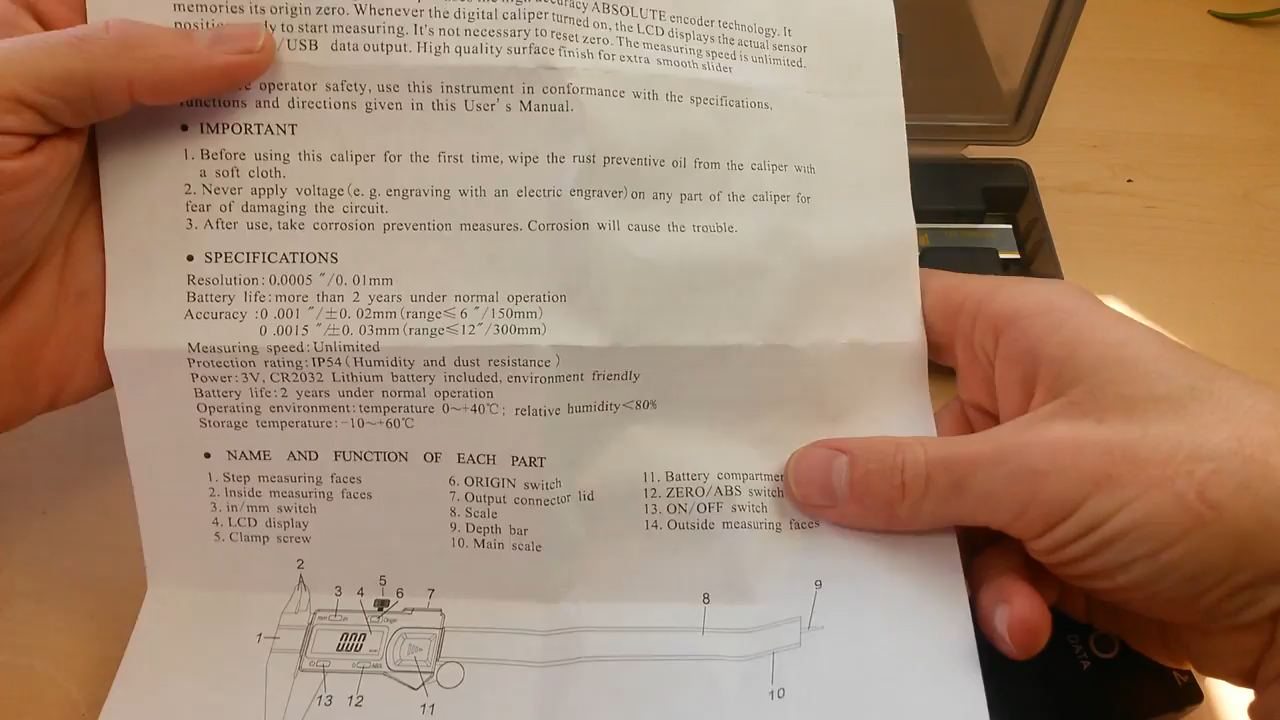 accuracy ABSOLUTE encoder technology. It
memories its origin zero. Whenever the digital caliper turned on, the LCD displays the actual sensor
to start measuring. It's not necessary to reset zero. The measuring speed is unlimited.
/USB data output. High quality surface finish for extra smooth slider
operator safety, use this instrument in conformance with the specifications,
functions and directions given in this User's Manual.
• IMPORTANT
1. Before using this caliper for the first time, wipe the rust preventive oil from the caliper with
a soft cloth.
2. Never apply voltage(e. g. engraving with an electric engraver)on any part of the caliper for
fear of damaging the circuit.
3. After use, take corrosion prevention measures. Corrosion will cause the trouble.
• SPECIFICATIONS
Resolution:0.0005 ″/0. 01mm
Battery life:more than 2 years under normal operation
Accuracy :0 .001 ″/±0. 02mm(range≤6 ″/150mm)
0 .0015 ″/±0. 03mm(range≤12″/300mm)
Measuring speed:Unlimited
Protection rating:IP54(Humidity and dust resistance )
Power:3V, CR2032 Lithium battery included, environment friendly
Battery life:2 years under normal operation
Operating environment:temperature 0~+40℃; relative humidity<80%
Storage temperature:-10~+60℃
• NAME AND FUNCTION OF EACH PART
1. Step measuring faces
2. Inside measuring faces
3. in/mm switch
4. LCD display
5. Clamp screw
6. ORIGIN switch
7. Output connector lid
8. Scale
9. Depth bar
10. Main scale
11. Battery compartme
12. ZERO/ABS switch
13. ON/OFF switch
14. Outside measuring faces
2
3 4 5 6 7
8
9
1
0.00
10
13 12 11
DATA